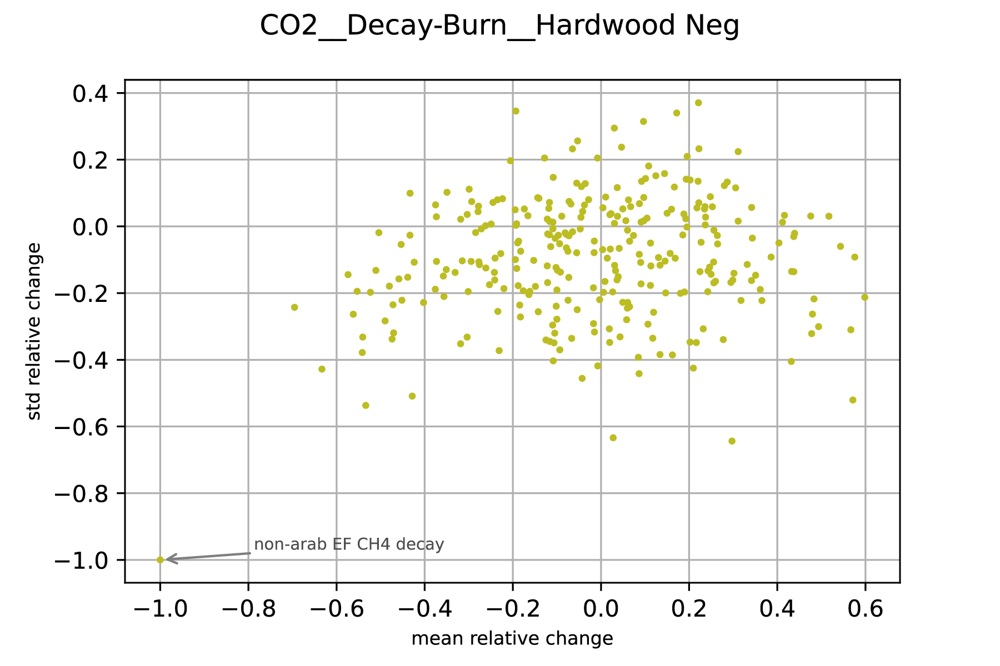 CO2__Decay-Burn__Hardwood Neg
0.4
0.2
0.0
−0.2
−0.4
−0.6
−0.8
−1.0
std relative change
non-arab EF CH4 decay
−1.0 −0.8 −0.6 −0.4 −0.2 0.0 0.2 0.4 0.6
mean relative change